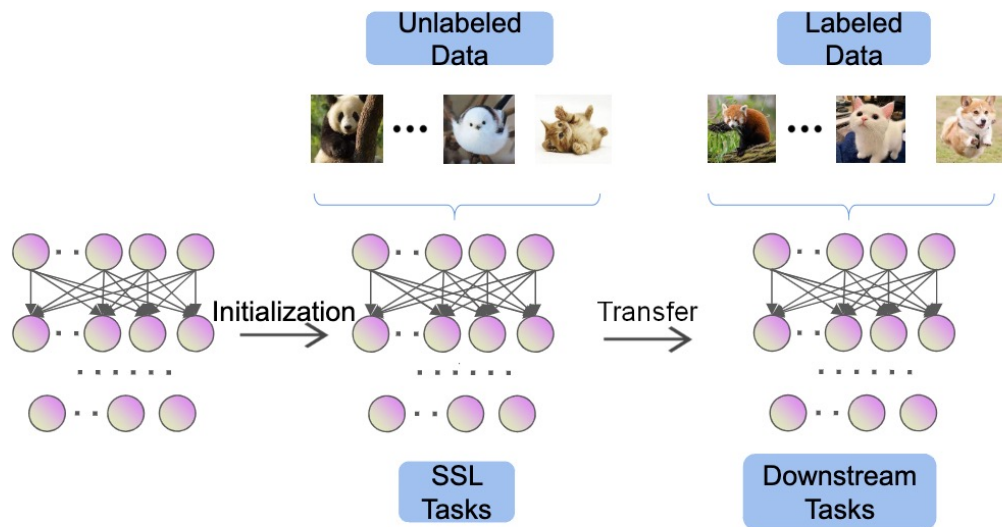 Unlabeled
Data
Labeled
Data
Initialization
Transfer
SSL
Tasks
Downstream
Tasks